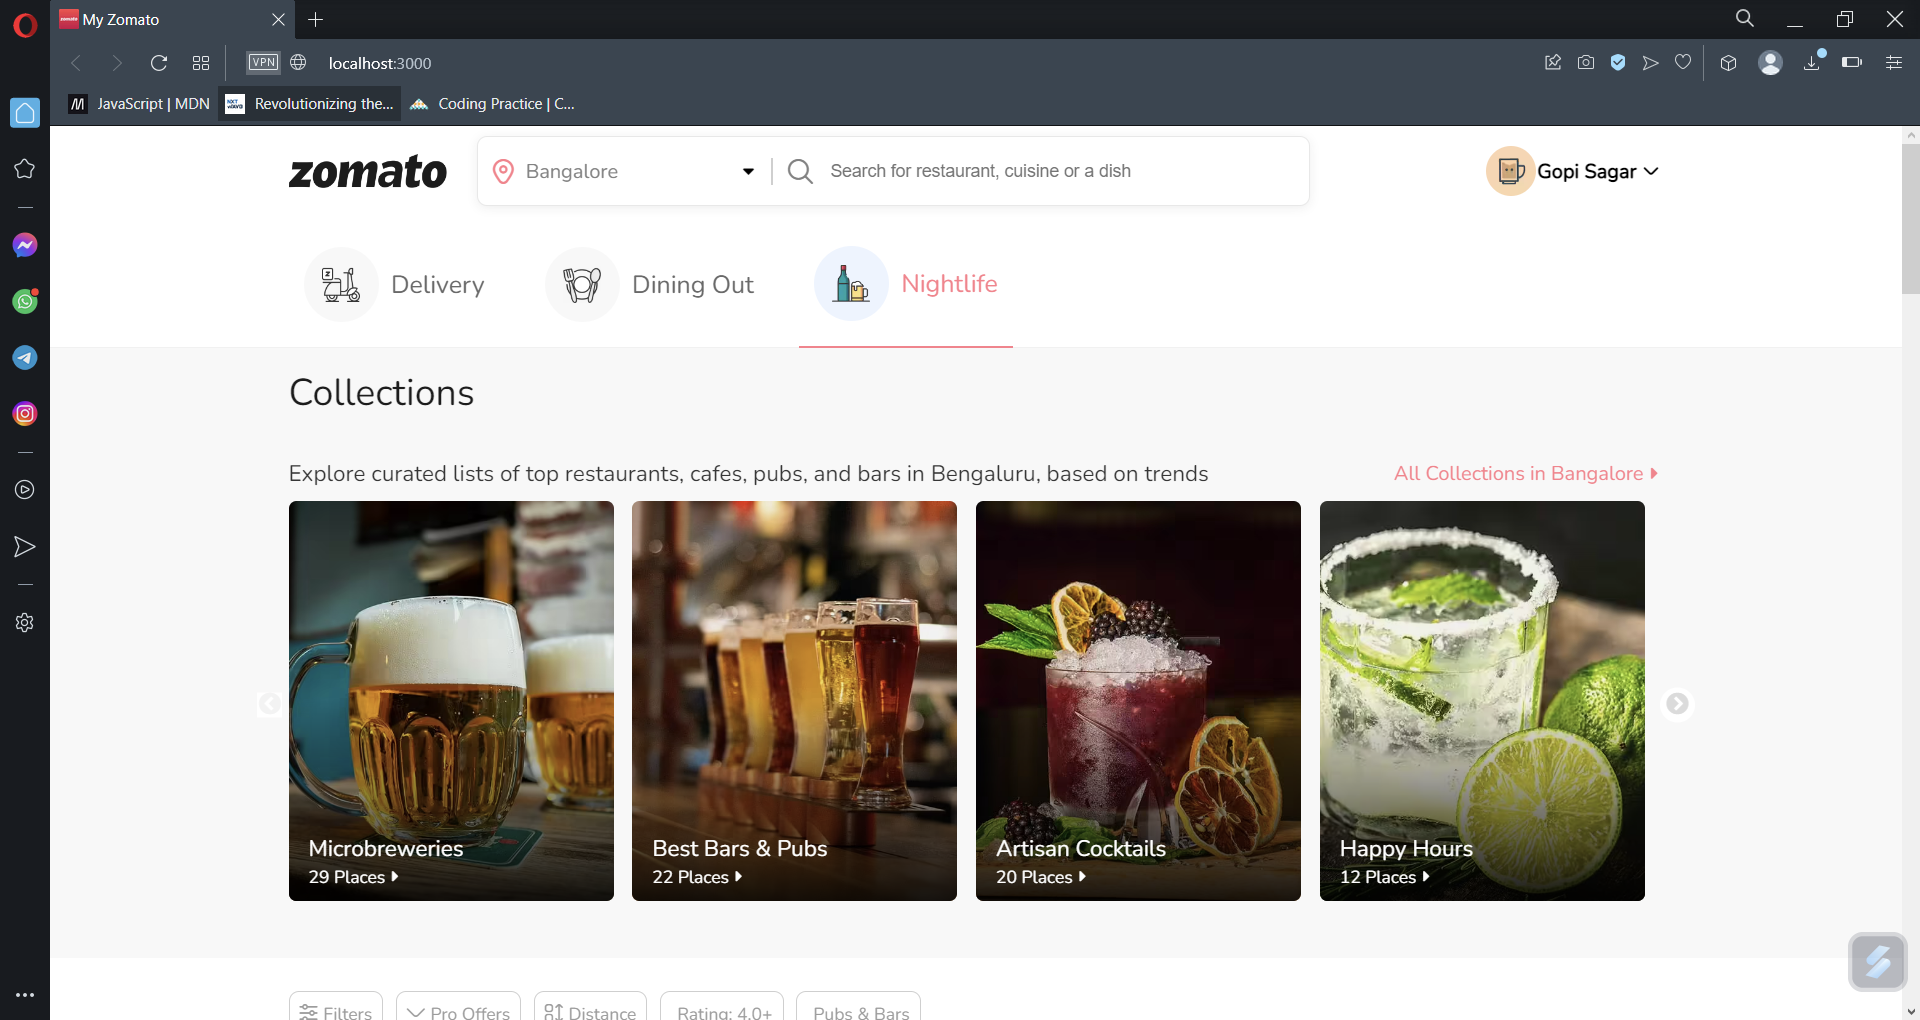 My Zomato
VPN
localhost:3000
JavaScript | MDN
Revolutionizing the...
Coding Practice | C...
zomato
Bangalore
Search for restaurant, cuisine or a dish
Gopi Sagar
Delivery
Dining Out
Nightlife
Collections
Explore curated lists of top restaurants, cafes, pubs, and bars in Bengaluru, based on trends
All Collections in Bangalore
Microbreweries
29 Places
Best Bars & Pubs
22 Places
Artisan Cocktails
20 Places
Happy Hours
12 Places
Filters
Pro Offers
Distance
Rating: 4.0+
Pubs & Bars